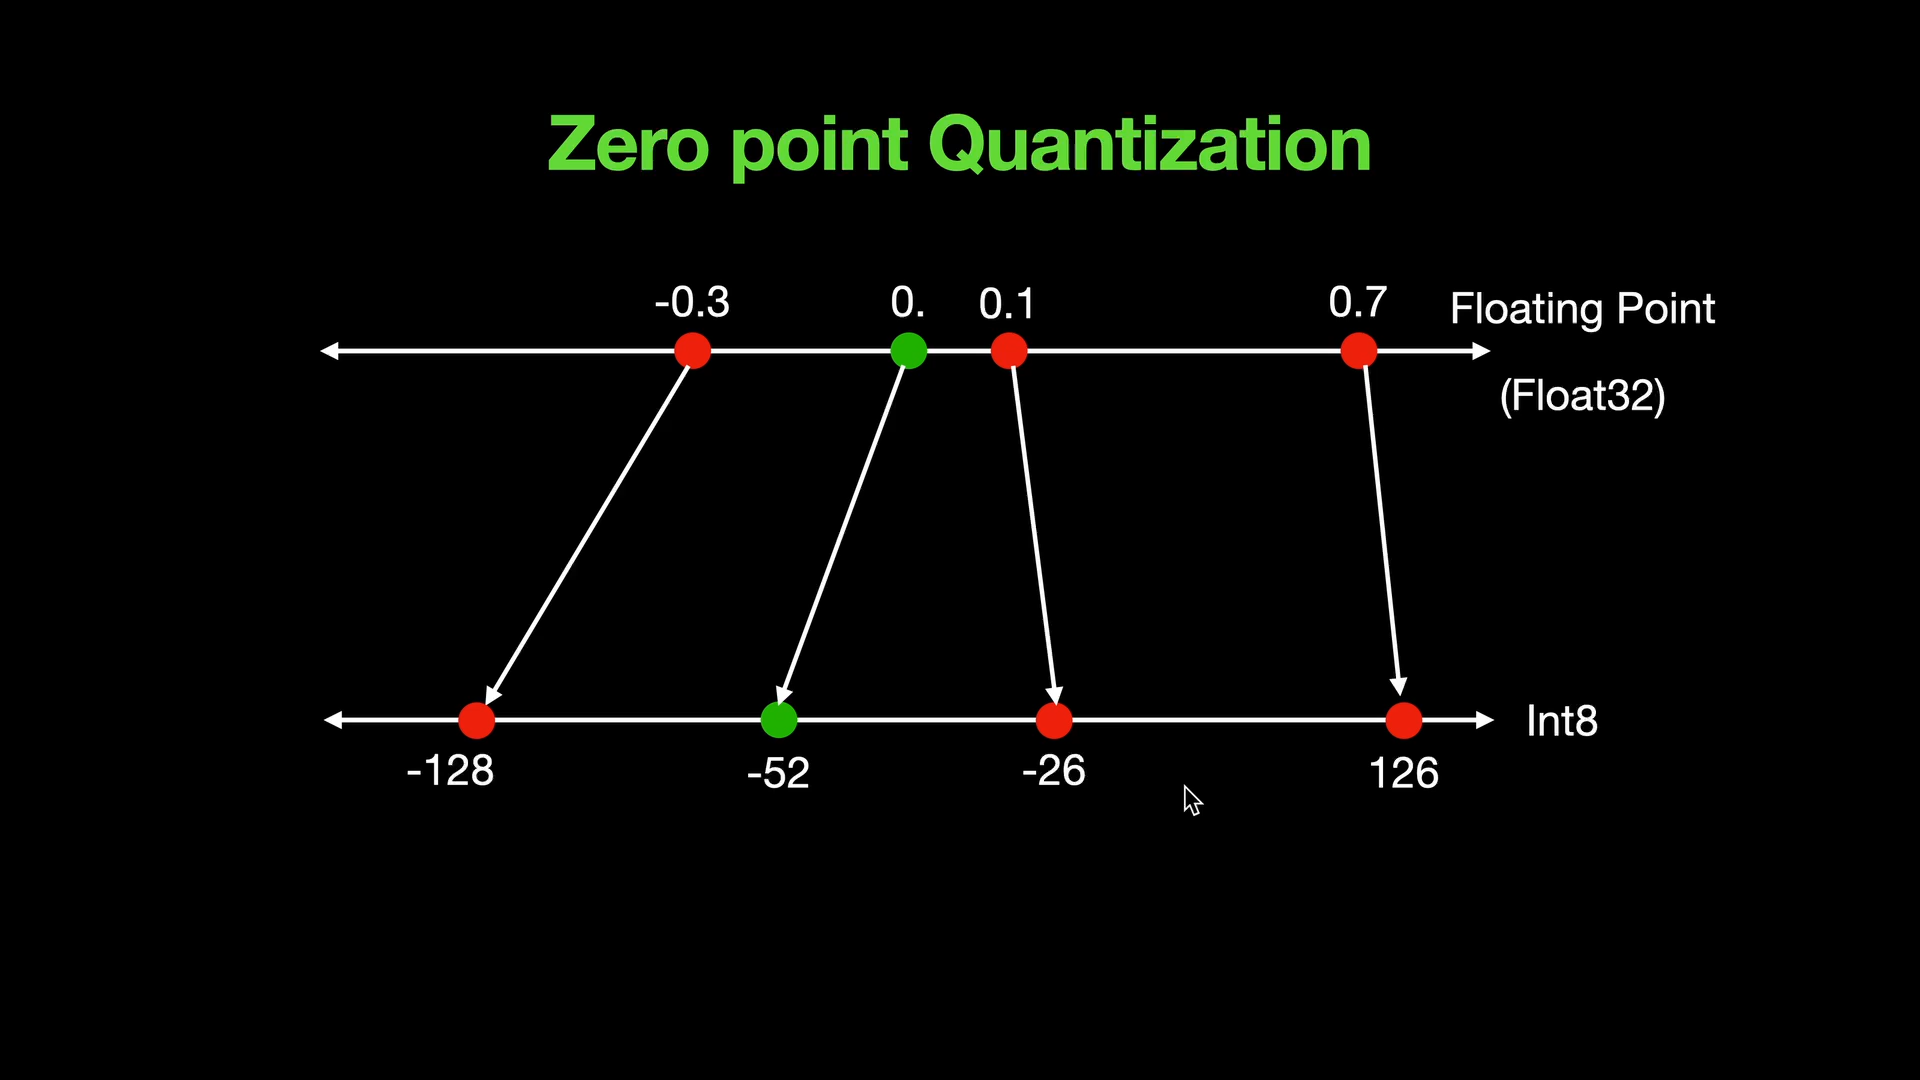 Zero point Quantization
-0.3 0. 0.1 0.7 Floating Point
(Float32)
Int8
-128 -52 -26 126